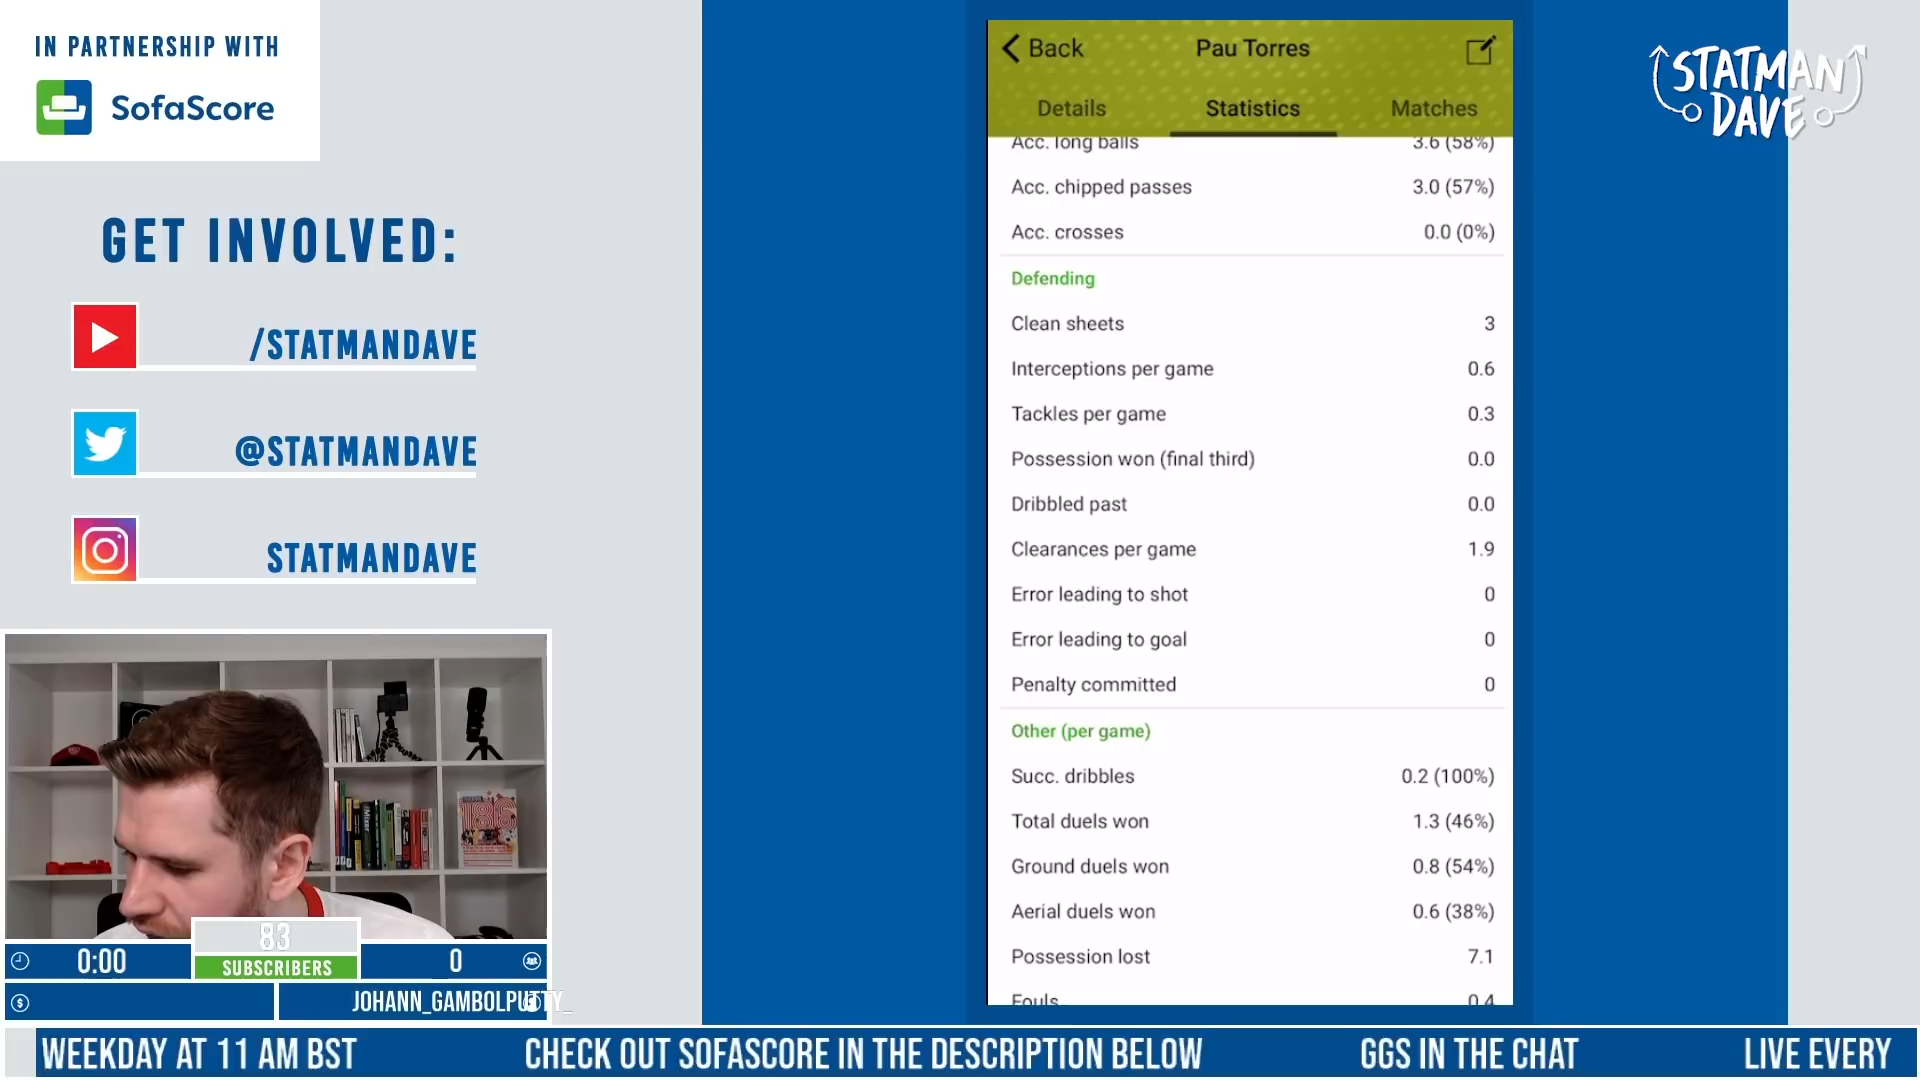 IN PARTNERSHIP WITH
SofaScore
GET INVOLVED:
/STATMANDAVE
@STATMANDAVE
STATMANDAVE
Back
Pau Torres
Details
Statistics
Matches
Acc. long balls 3.6 (58%)
Acc. chipped passes 3.0 (57%)
Acc. crosses 0.0 (0%)
Defending
Clean sheets 3
Interceptions per game 0.6
Tackles per game 0.3
Possession won (final third) 0.0
Dribbled past 0.0
Clearances per game 1.9
Error leading to shot 0
Error leading to goal 0
Penalty committed 0
Other (per game)
Succ. dribbles 0.2 (100%)
Total duels won 1.3 (46%)
Ground duels won 0.8 (54%)
Aerial duels won 0.6 (38%)
Possession lost 7.1
Fouls 0.4
STATMAN
DAVE
186
0:00
83
SUBSCRIBERS
0
JOHANN_GAMBOLPUTTY_
WEEKDAY AT 11 AM BST CHECK OUT SOFASCORE IN THE DESCRIPTION BELOW GGS IN THE CHAT LIVE EVERY